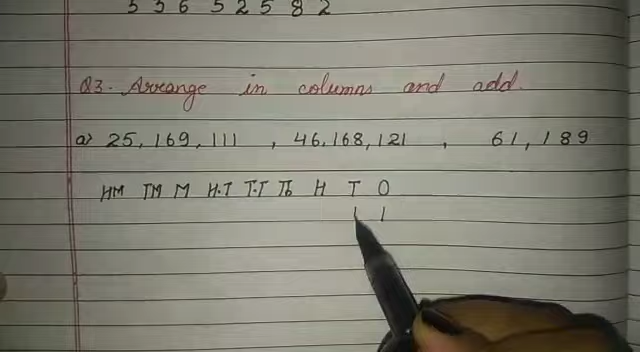 5 3 6 5 2 5 8 2
Q3. Arrange in columns and add.
a) 25,169,111 , 46,168,121 , 61,189
HM TM M H.T T.T Th H T O
1 1